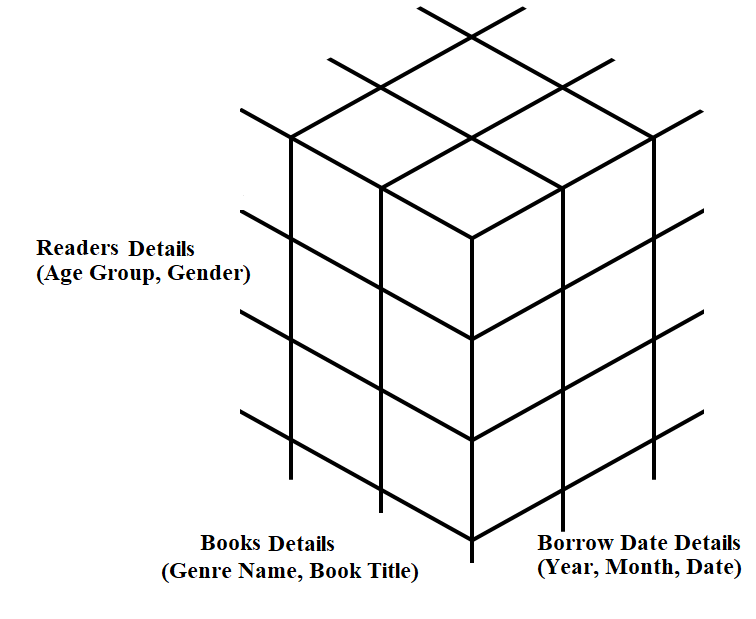 Readers Details
(Age Group, Gender)
Books Details
(Genre Name, Book Title)
Borrow Date Details
(Year, Month, Date)